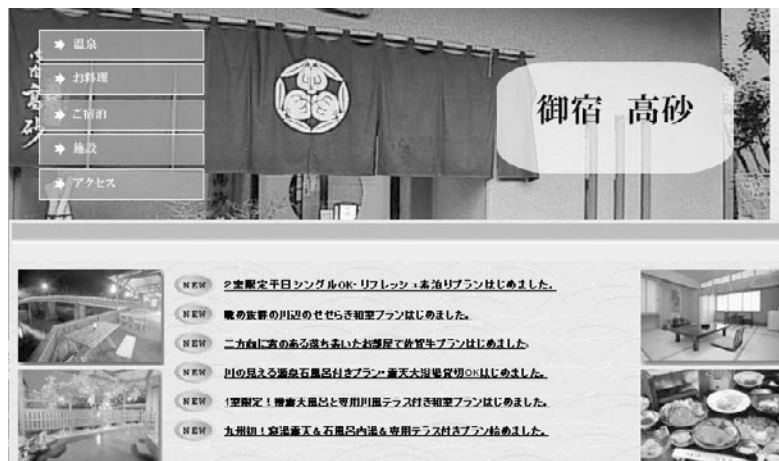 温泉
お料理
ご宿泊
施設
アクセス
高砂
御宿 高砂
NEW 2室限定平日シングルOK・リフレッシュ素泊りプランはじめました。
NEW 眺め抜群の川辺のせせらぎ和室プランはじめました。
NEW 二方向に窓のある落ち着いたお部屋で佐賀牛プランはじめました。
NEW 川の見える源泉石風呂付きプラン・露天大浴場貸切OKはじめました。
NEW 1室限定!檜露天風呂と専用川風テラス付き和室プランはじめました。
NEW 九州初!寝湯露天&石風呂内湯&専用テラス付きプラン始めました。